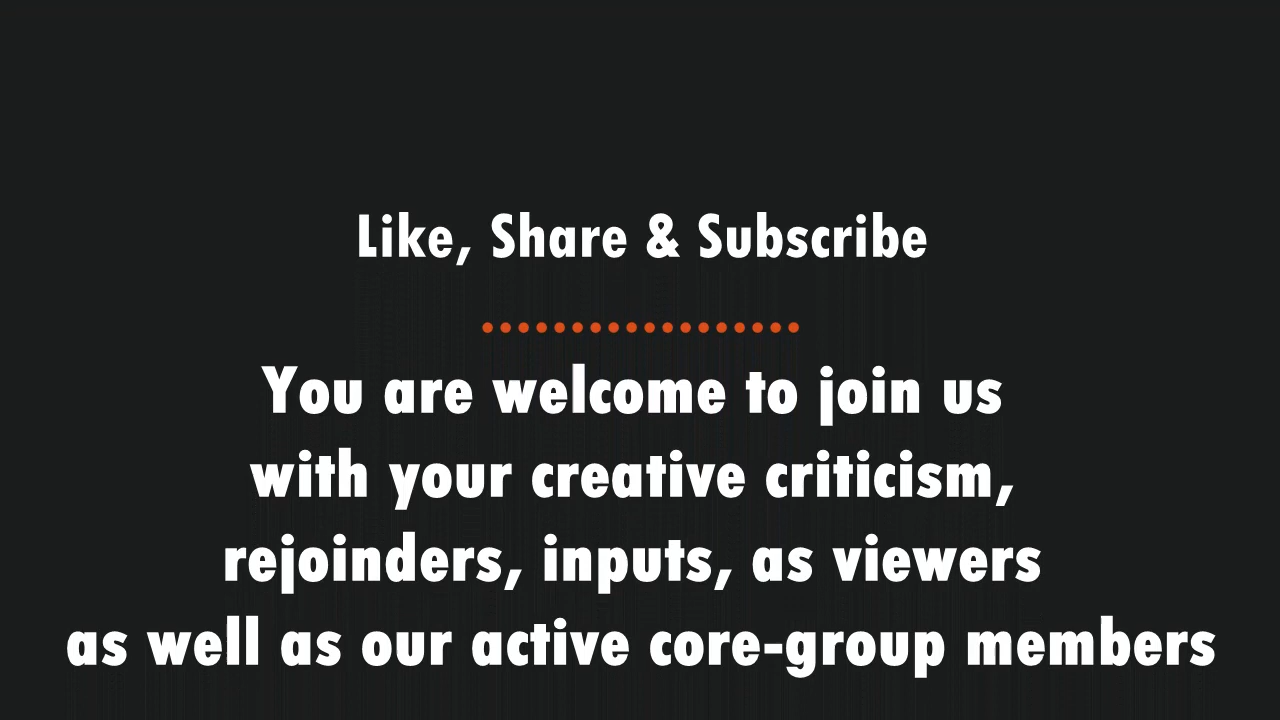 Like, Share & Subscribe
You are welcome to join us
with your creative criticism,
rejoinders, inputs, as viewers
as well as our active core-group members